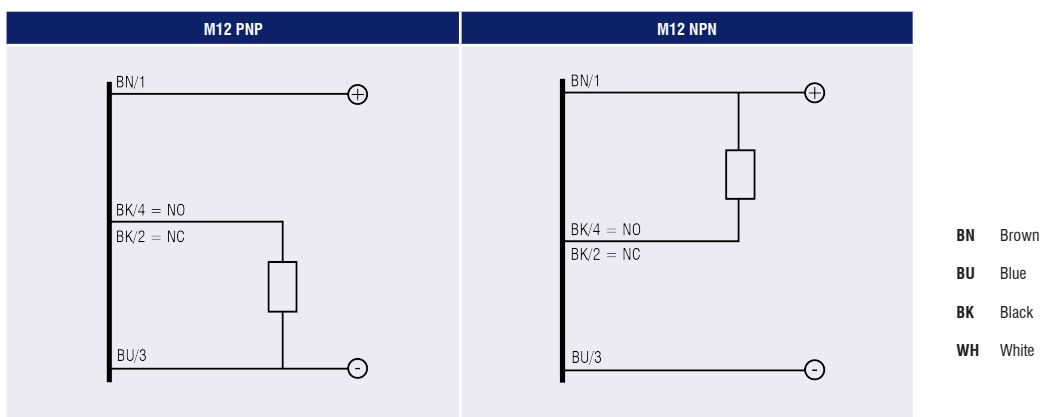 M12 PNP
M12 NPN
BN/1
+
BK/4 = NO
BK/2 = NC
BU/3
-
BN/1
+
BK/4 = NO
BK/2 = NC
BU/3
-
BN Brown
BU Blue
BK Black
WH White